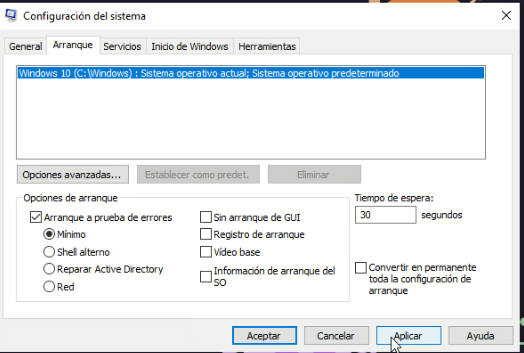 Configuración del sistema
General Arranque Servicios Inicio de Windows Herramientas
Windows 10 (C:\Windows) : Sistema operativo actual; Sistema operativo predeterminado
Opciones avanzadas... Establecer como predet. Eliminar
Opciones de arranque
Arranque a prueba de errores
Mínimo
Shell alterno
Reparar Active Directory
Red
Sin arranque de GUI
Registro de arranque
Vídeo base
Información de arranque del
SO
Tiempo de espera:
30 segundos
Convertir en permanente
toda la configuración de
arranque
Aceptar Cancelar Aplicar Ayuda